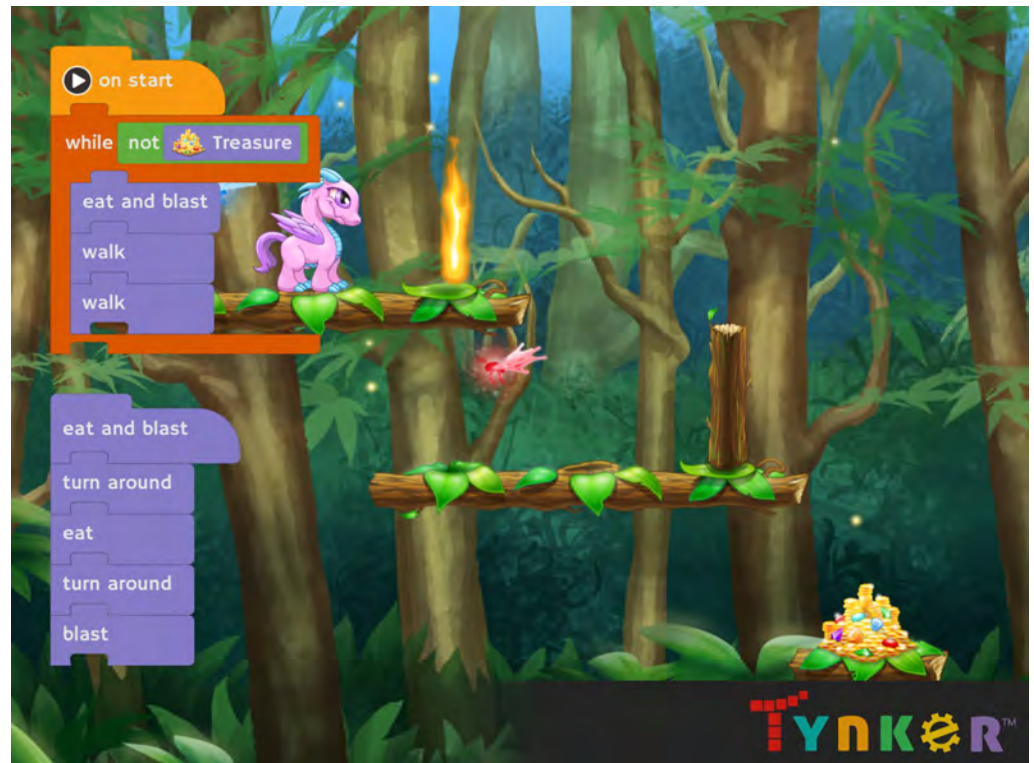 on start
while not Treasure
eat and blast
walk
walk
eat and blast
turn around
eat
turn around
blast
TYNKER™